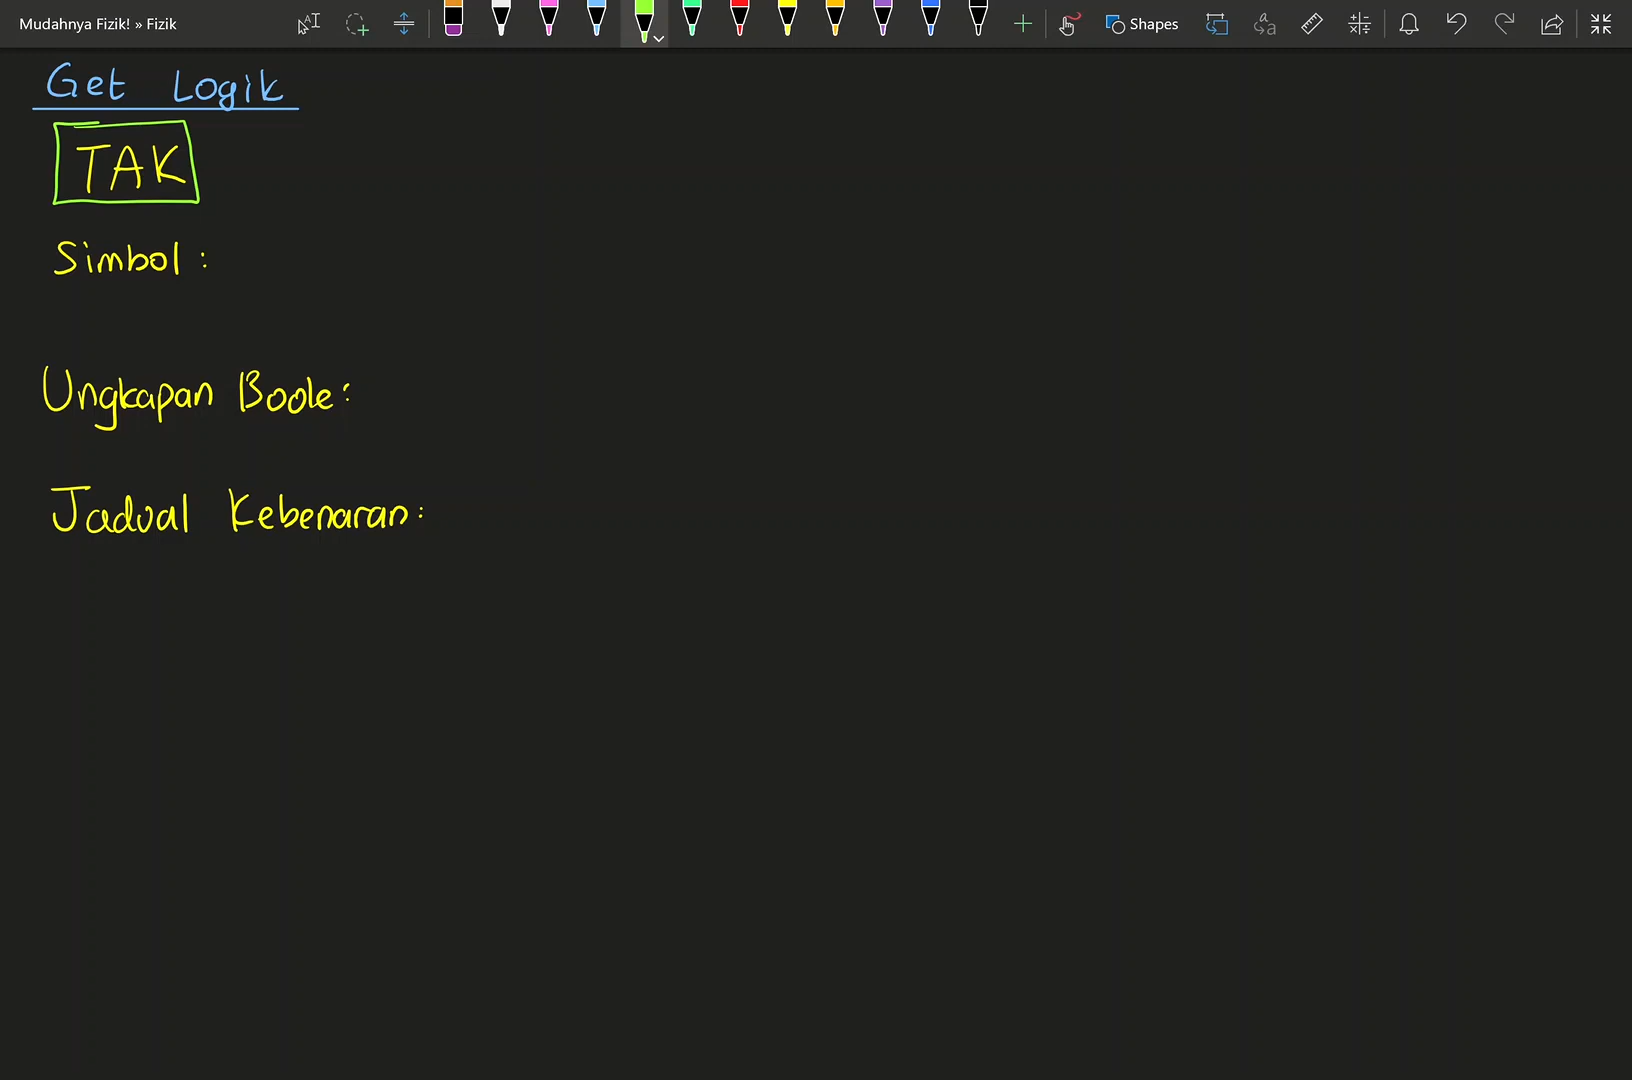 Mudahnya Fizik! » Fizik
Shapes
Get Logik
TAK
Simbol :
Ungkapan Boole :
Jadual Kebenaran :